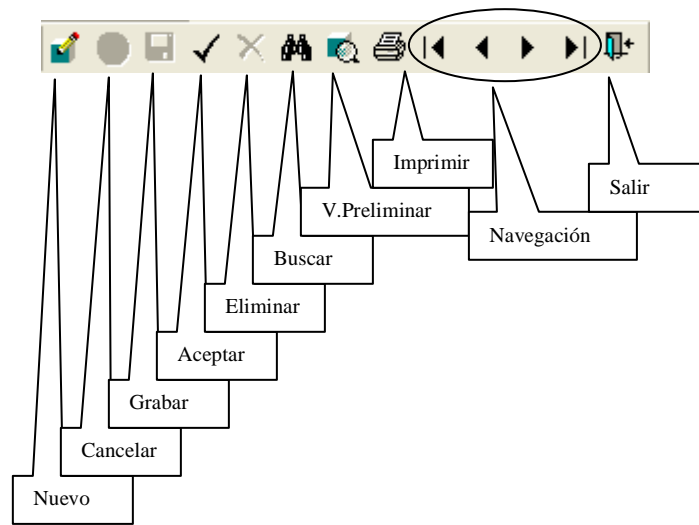 Imprimir
Salir
V.Preliminar
Navegación
Buscar
Eliminar
Aceptar
Grabar
Cancelar
Nuevo